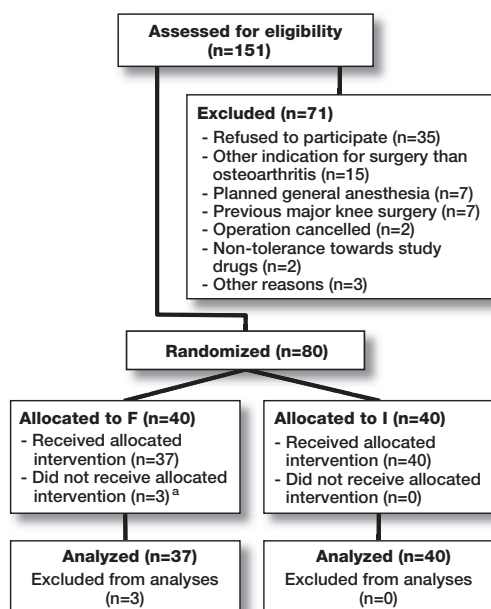 Assessed for eligibility
(n=151)
Excluded (n=71)
- Refused to participate (n=35)
- Other indication for surgery than
osteoarthritis (n=15)
- Planned general anesthesia (n=7)
- Previous major knee surgery (n=7)
- Operation cancelled (n=2)
- Non-tolerance towards study
drugs (n=2)
- Other reasons (n=3)
Randomized (n=80)
Allocated to F (n=40)
- Received allocated
intervention (n=37)
- Did not receive allocated
intervention (n=3) a
Allocated to I (n=40)
- Received allocated
intervention (n=40)
- Did not receive allocated
intervention (n=0)
Analyzed (n=37)
Excluded from analyses
(n=3)
Analyzed (n=40)
Excluded from analyses
(n=0)